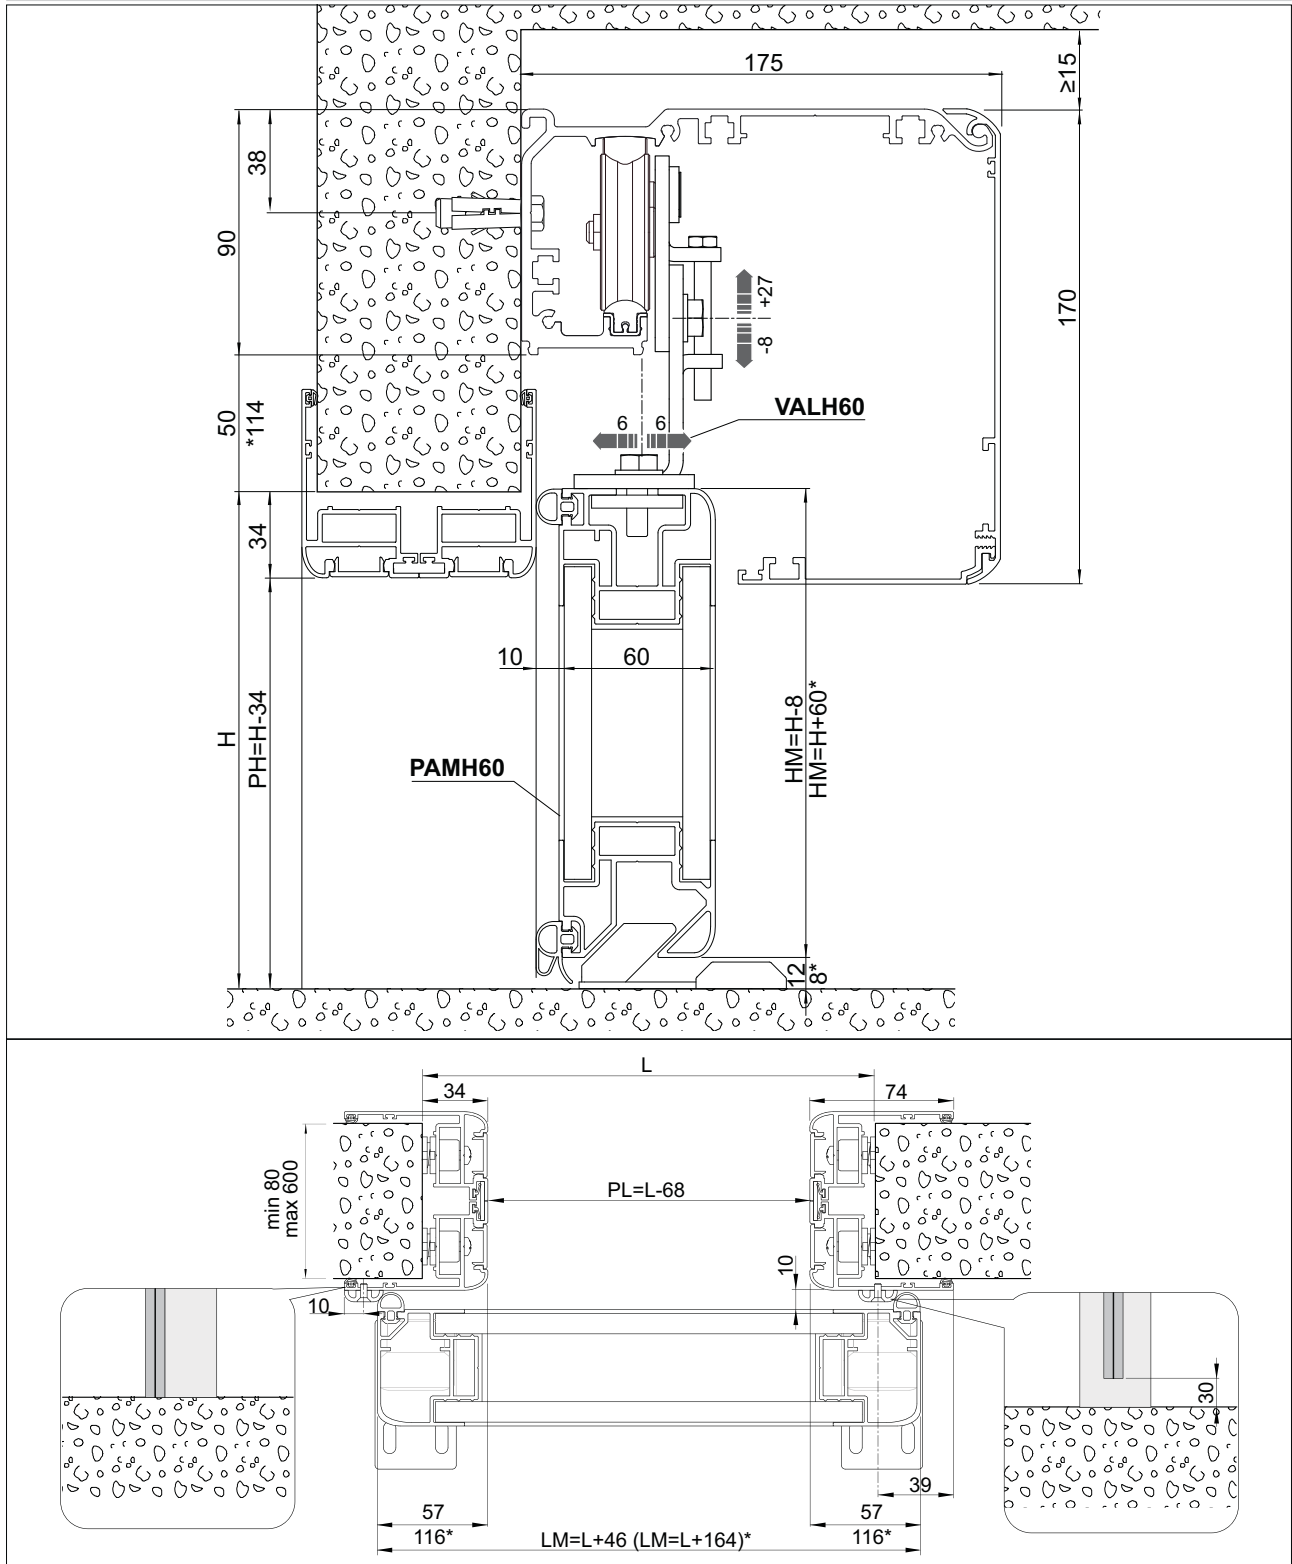 175
≥15
38
90
+27
-8
170
50
*114
6 6
VALH60
34
10
60
H
PH=H-34
HM=H-8
HM=H+60*
PAMH60
12
8*
L
34
74
min 80
max 600
PL=L-68
10
10
30
39
57
116*
LM=L+46 (LM=L+164)*
57
116*